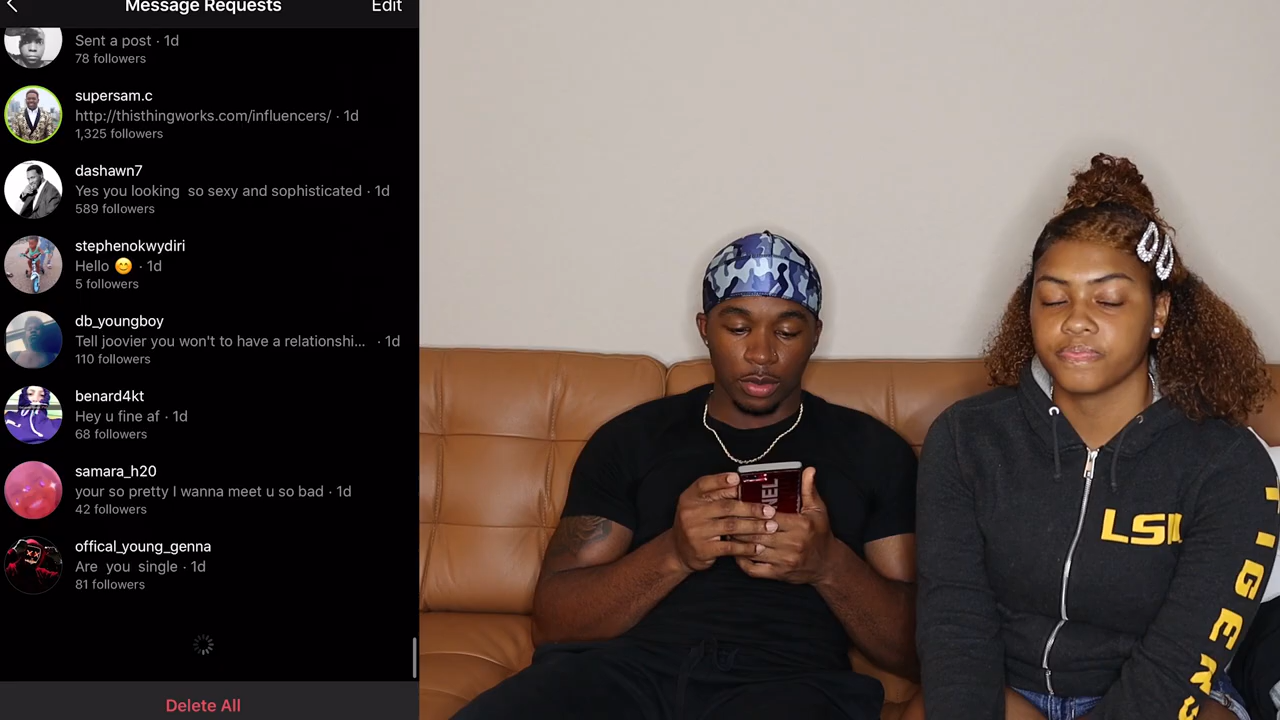 Message Requests
Edit
Sent a post · 1d
78 followers
supersam.c
http://thisthingworks.com/influencers/ · 1d
1,325 followers
dashawn7
Yes you looking so sexy and sophisticated · 1d
589 followers
stephenokwydiri
Hello 😊 · 1d
5 followers
db_youngboy
Tell joovier you won't to have a relationshi... · 1d
110 followers
benard4kt
Hey u fine af · 1d
68 followers
samara_h20
your so pretty I wanna meet u so bad · 1d
42 followers
offical_young_genna
Are you single · 1d
81 followers
Delete All
LSU
TIGERS